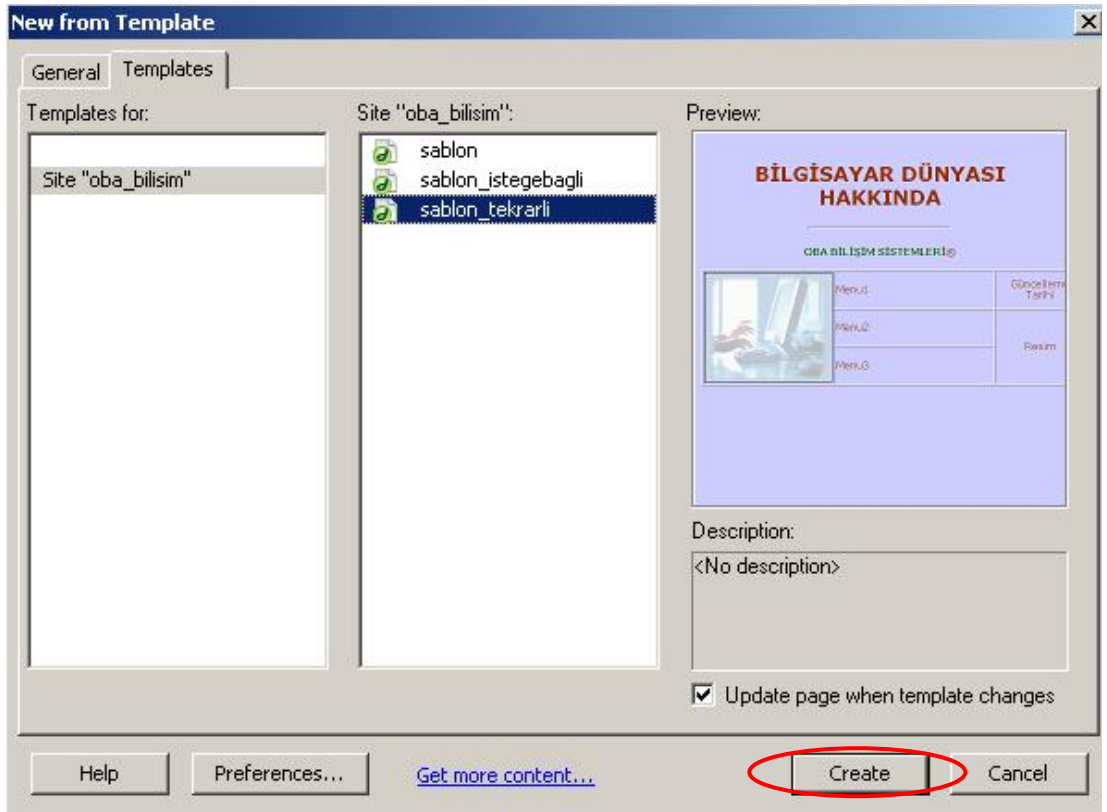 New from Template
General Templates
Templates for:
Site "oba_bilisim"
Site "oba_bilisim":
sablon
sablon_istegebagli
sablon_tekrarli
Preview:
BİLGİSAYAR DÜNYASI
HAKKINDA
OBA BİLİŞİM SİSTEMLERİ©
Menu1
Menu2
Menu3
Güncellem
Tarihi
Resim
Description:
<No description>
Update page when template changes
Help Preferences... Get more content... Create Cancel